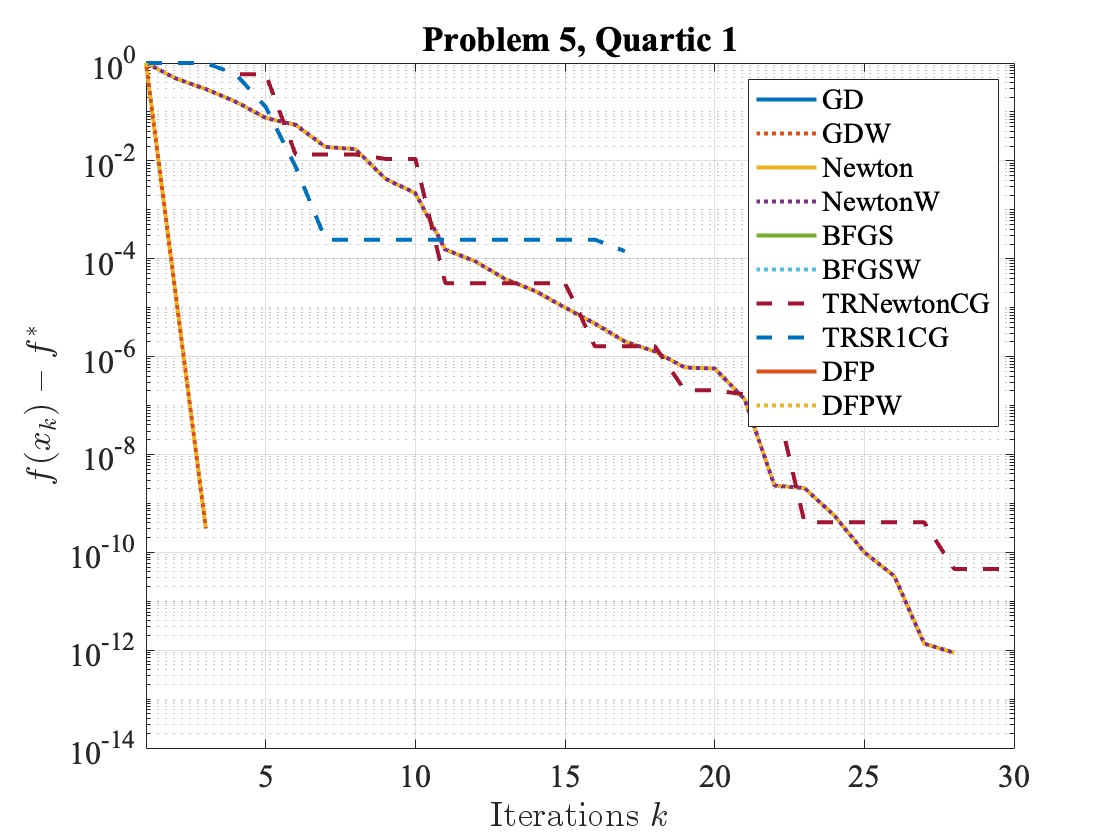 Problem 5, Quartic 1
10^0
10^-2
10^-4
10^-6
10^-8
10^-10
10^-12
10^-14
f(x_k) − f^*
GD
GDW
Newton
NewtonW
BFGS
BFGSW
TRNewtonCG
TRSR1CG
DFP
DFPW
5 10 15 20 25 30
Iterations k